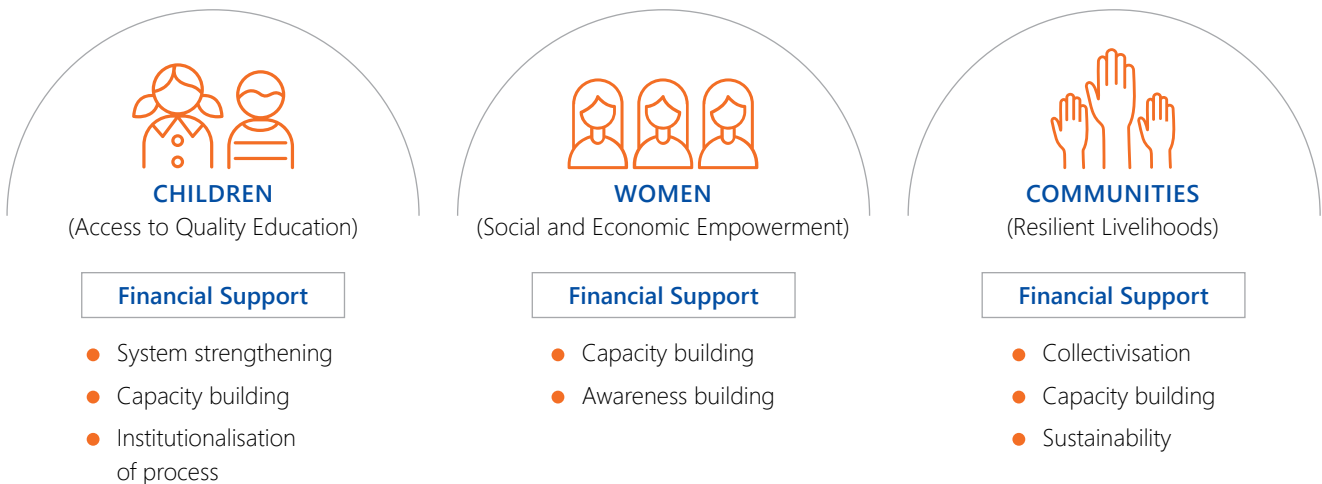 CHILDREN
(Access to Quality Education)
Financial Support
System strengthening
Capacity building
Institutionalisation
of process
WOMEN
(Social and Economic Empowerment)
Financial Support
Capacity building
Awareness building
COMMUNITIES
(Resilient Livelihoods)
Financial Support
Collectivisation
Capacity building
Sustainability